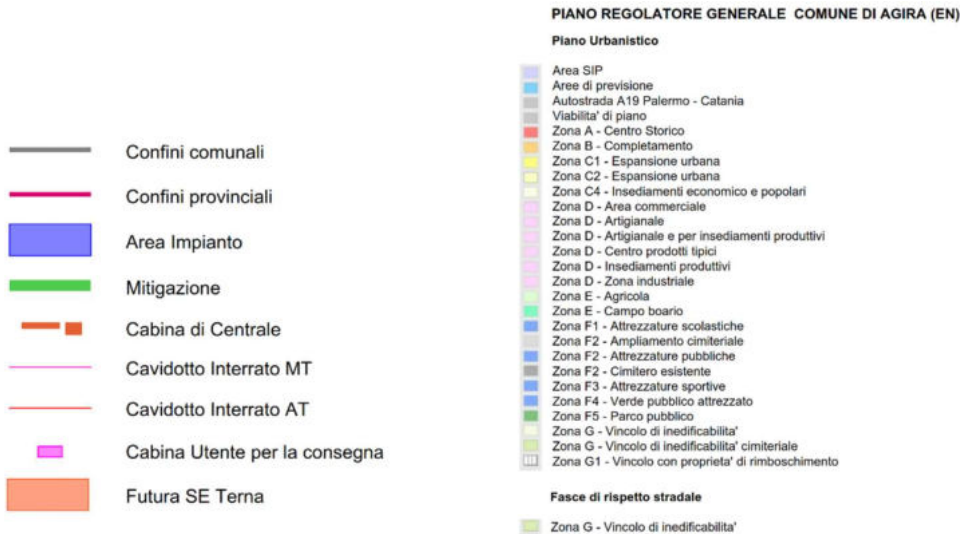 Confini comunali
Confini provinciali
Area Impianto
Mitigazione
Cabina di Centrale
Cavidotto Interrato MT
Cavidotto Interrato AT
Cabina Utente per la consegna
Futura SE Terna
PIANO REGOLATORE GENERALE COMUNE DI AGIRA (EN)
Piano Urbanistico
Area SIP
Aree di previsione
Autostrada A19 Palermo - Catania
Viabilita' di piano
Zona A - Centro Storico
Zona B - Completamento
Zona C1 - Espansione urbana
Zona C2 - Espansione urbana
Zona C4 - Insediamenti economico e popolari
Zona D - Area commerciale
Zona D - Artigianale
Zona D - Artigianale e per insediamenti produttivi
Zona D - Centro prodotti tipici
Zona D - Insediamenti produttivi
Zona D - Zona industriale
Zona E - Agricola
Zona E - Campo boario
Zona F1 - Attrezzature scolastiche
Zona F2 - Ampliamento cimiteriale
Zona F2 - Attrezzature pubbliche
Zona F2 - Cimitero esistente
Zona F3 - Attrezzature sportive
Zona F4 - Verde pubblico attrezzato
Zona F5 - Parco pubblico
Zona G - Vincolo di inedificabilita'
Zona G - Vincolo di inedificabilita' cimiteriale
Zona G1 - Vincolo con proprieta' di rimboschimento
Fasce di rispetto stradale
Zona G - Vincolo di inedificabilita'